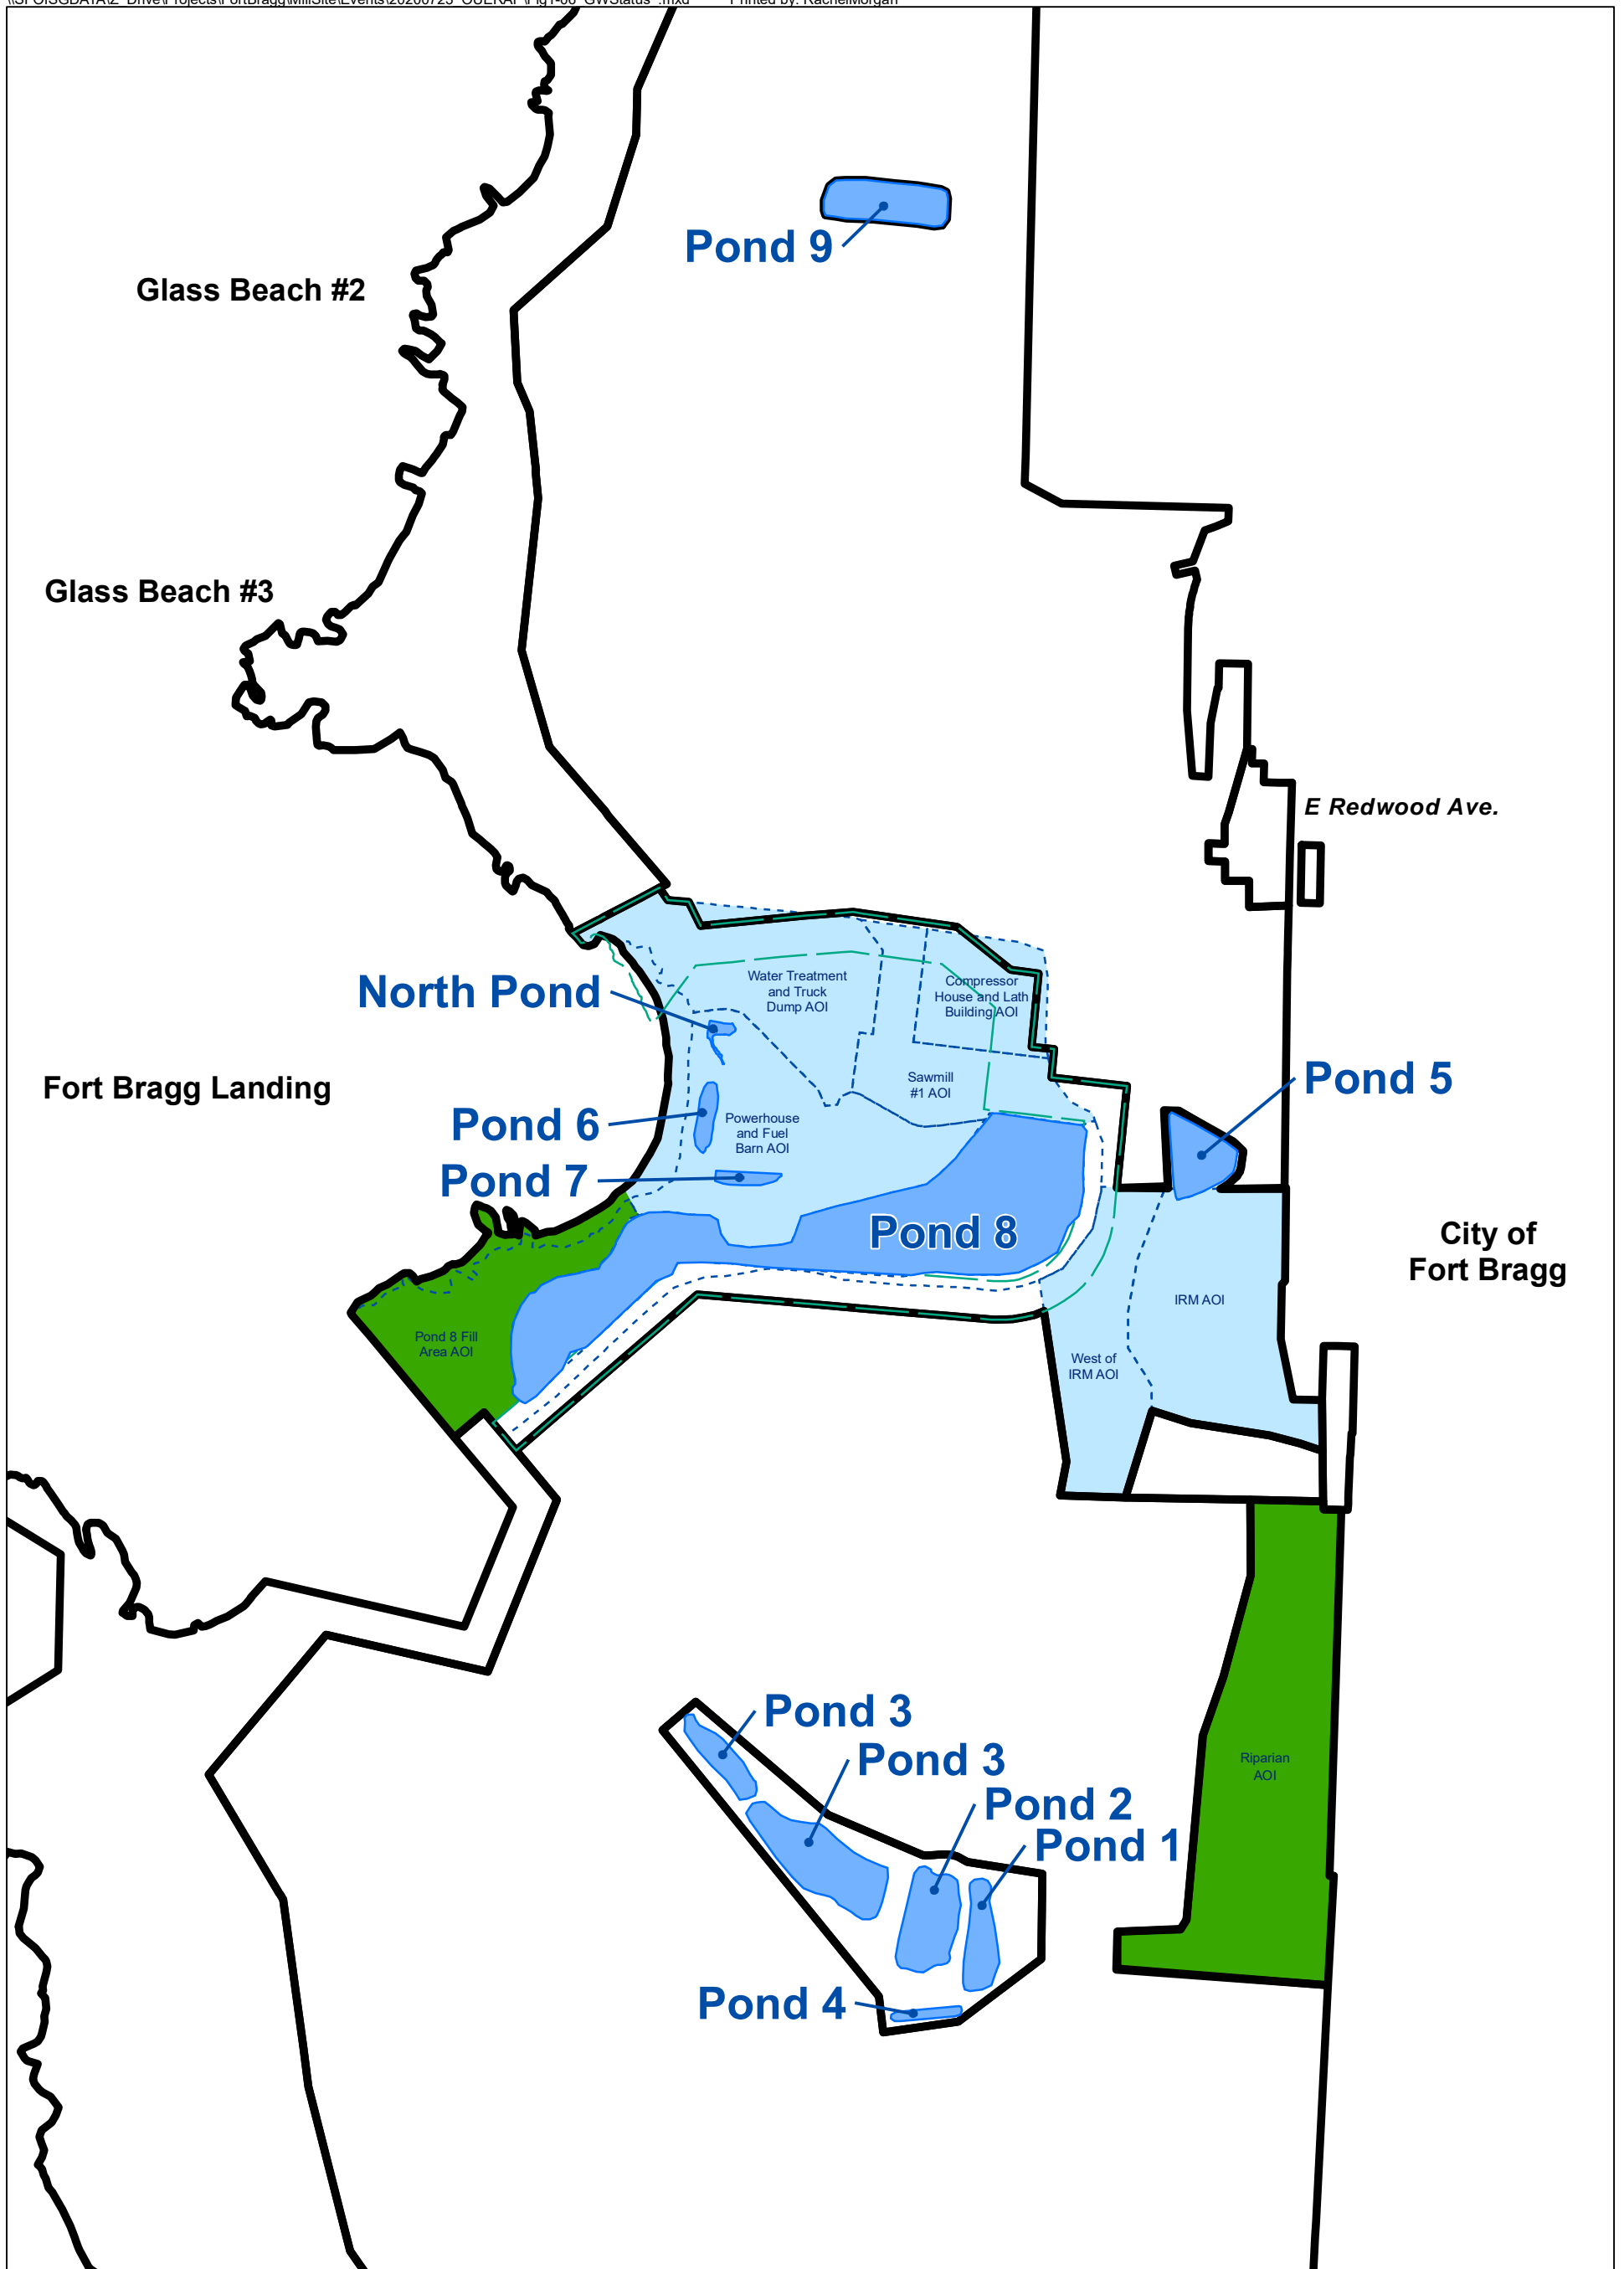 Printed by: RachelMorgan
Pond 9
Glass Beach #2
Glass Beach #3
E Redwood Ave.
Water Treatment
and Truck
Dump AOI
Compressor
House and Lath
Building AOI
North Pond
Sawmill
#1 AOI
Fort Bragg Landing
Pond 5
Pond 6
Powerhouse
and Fuel
Barn AOI
Pond 7
Pond 8
City of
Fort Bragg
IRM AOI
Pond 8 Fill
Area AOI
West of
IRM AOI
Pond 3
Pond 3
Riparian
AOI
Pond 2
Pond 1
Pond 4